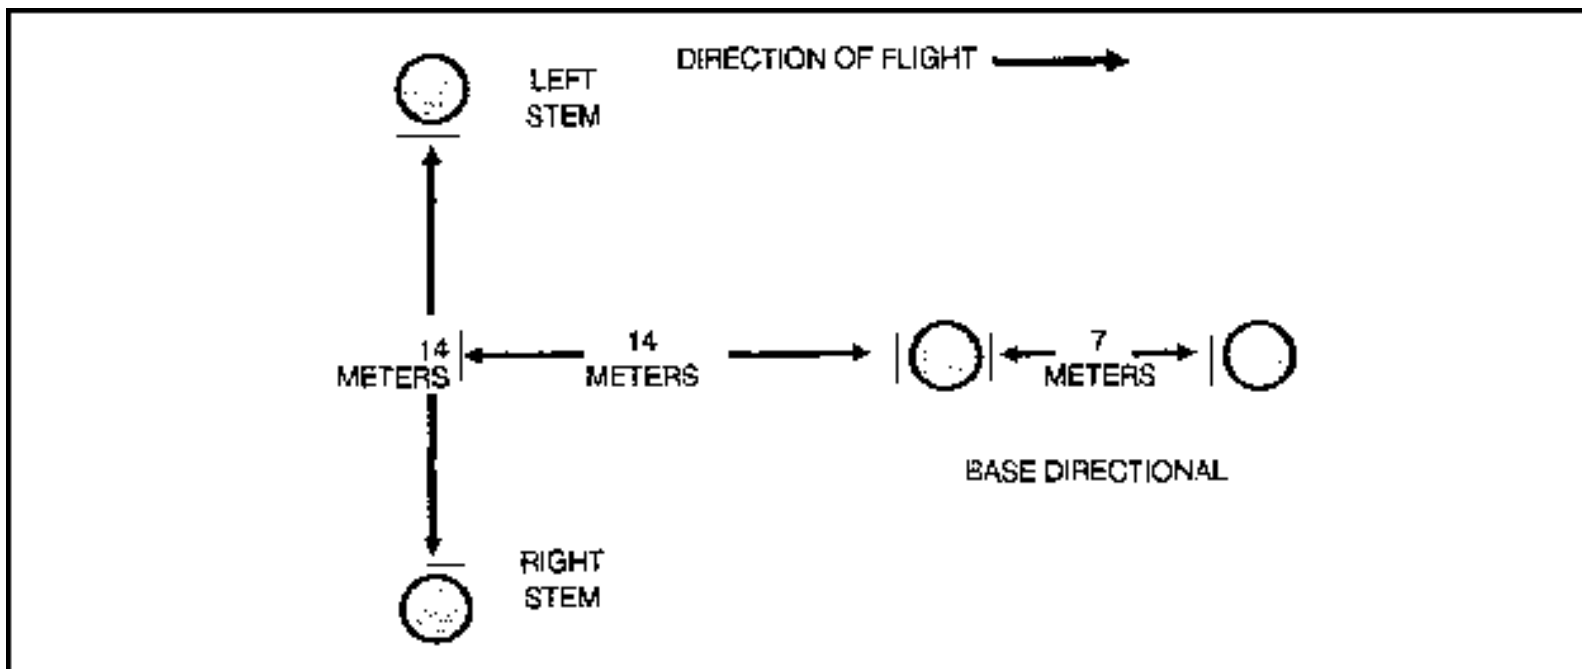 DIRECTION OF FLIGHT
LEFT
STEM
14
METERS
14
METERS
7
METERS
BASE DIRECTIONAL
RIGHT
STEM